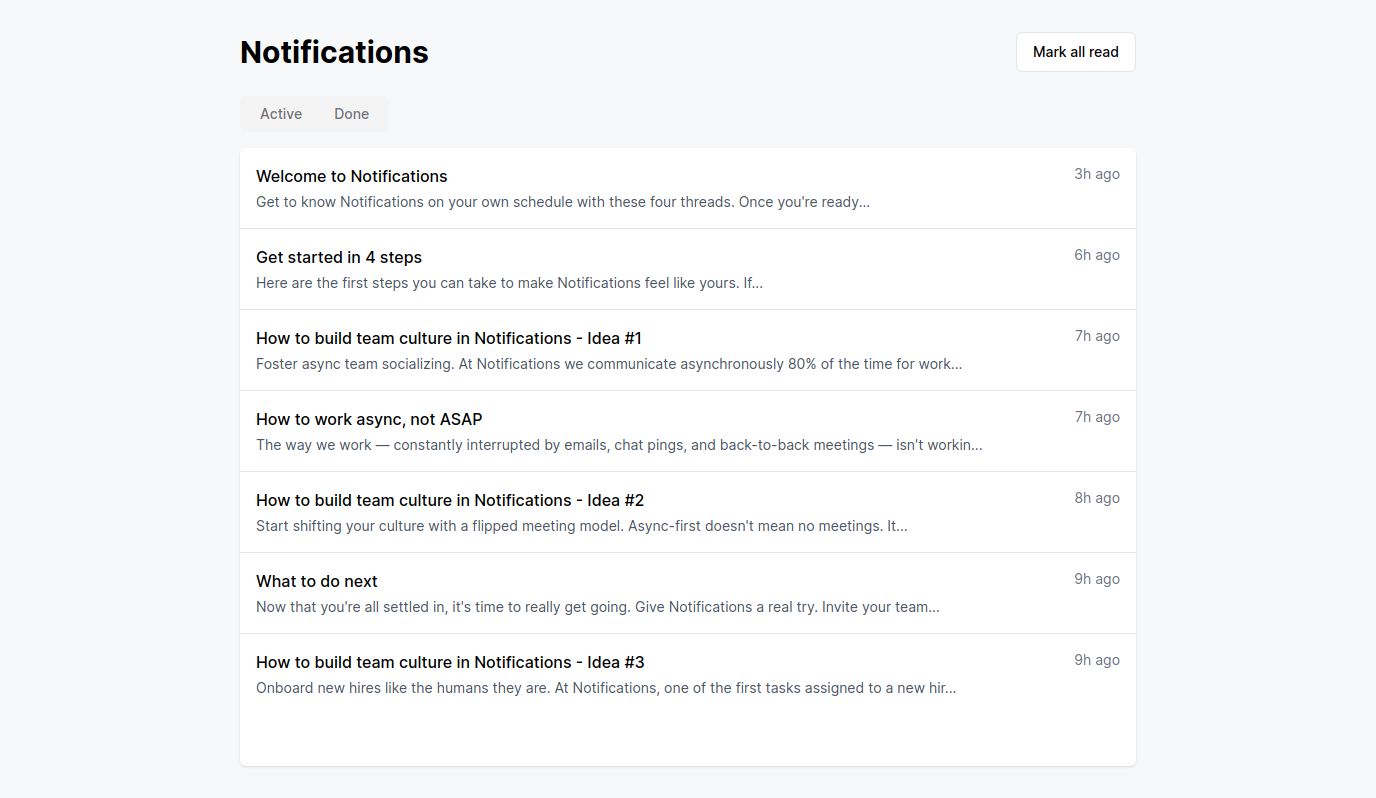 Notifications
Mark all read
Active Done
Welcome to Notifications
3h ago
Get to know Notifications on your own schedule with these four threads. Once you're ready...
Get started in 4 steps
6h ago
Here are the first steps you can take to make Notifications feel like yours. If...
How to build team culture in Notifications - Idea #1
7h ago
Foster async team socializing. At Notifications we communicate asynchronously 80% of the time for work...
How to work async, not ASAP
7h ago
The way we work — constantly interrupted by emails, chat pings, and back-to-back meetings — isn't workin...
How to build team culture in Notifications - Idea #2
8h ago
Start shifting your culture with a flipped meeting model. Async-first doesn't mean no meetings. It...
What to do next
9h ago
Now that you're all settled in, it's time to really get going. Give Notifications a real try. Invite your team...
How to build team culture in Notifications - Idea #3
9h ago
Onboard new hires like the humans they are. At Notifications, one of the first tasks assigned to a new hir...